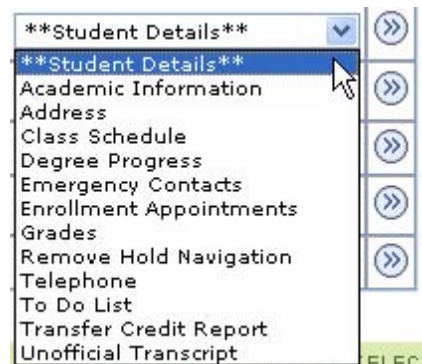 **Student Details**
**Student Details**
Academic Information
Address
Class Schedule
Degree Progress
Emergency Contacts
Enrollment Appointments
Grades
Remove Hold Navigation
Telephone
To Do List
Transfer Credit Report
Unofficial Transcript